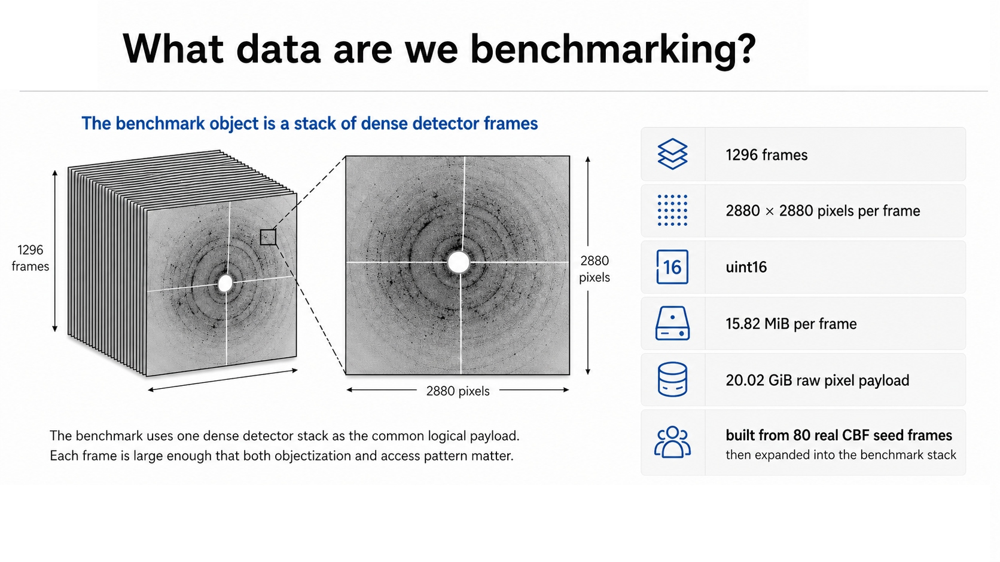 What data are we benchmarking?
The benchmark object is a stack of dense detector frames
1296
frames
2880
pixels
2880 pixels
The benchmark uses one dense detector stack as the common logical payload.
Each frame is large enough that both objectization and access pattern matter.
1296 frames
2880 × 2880 pixels per frame
16
uint16
15.82 MiB per frame
20.02 GiB raw pixel payload
built from 80 real CBF seed frames
then expanded into the benchmark stack